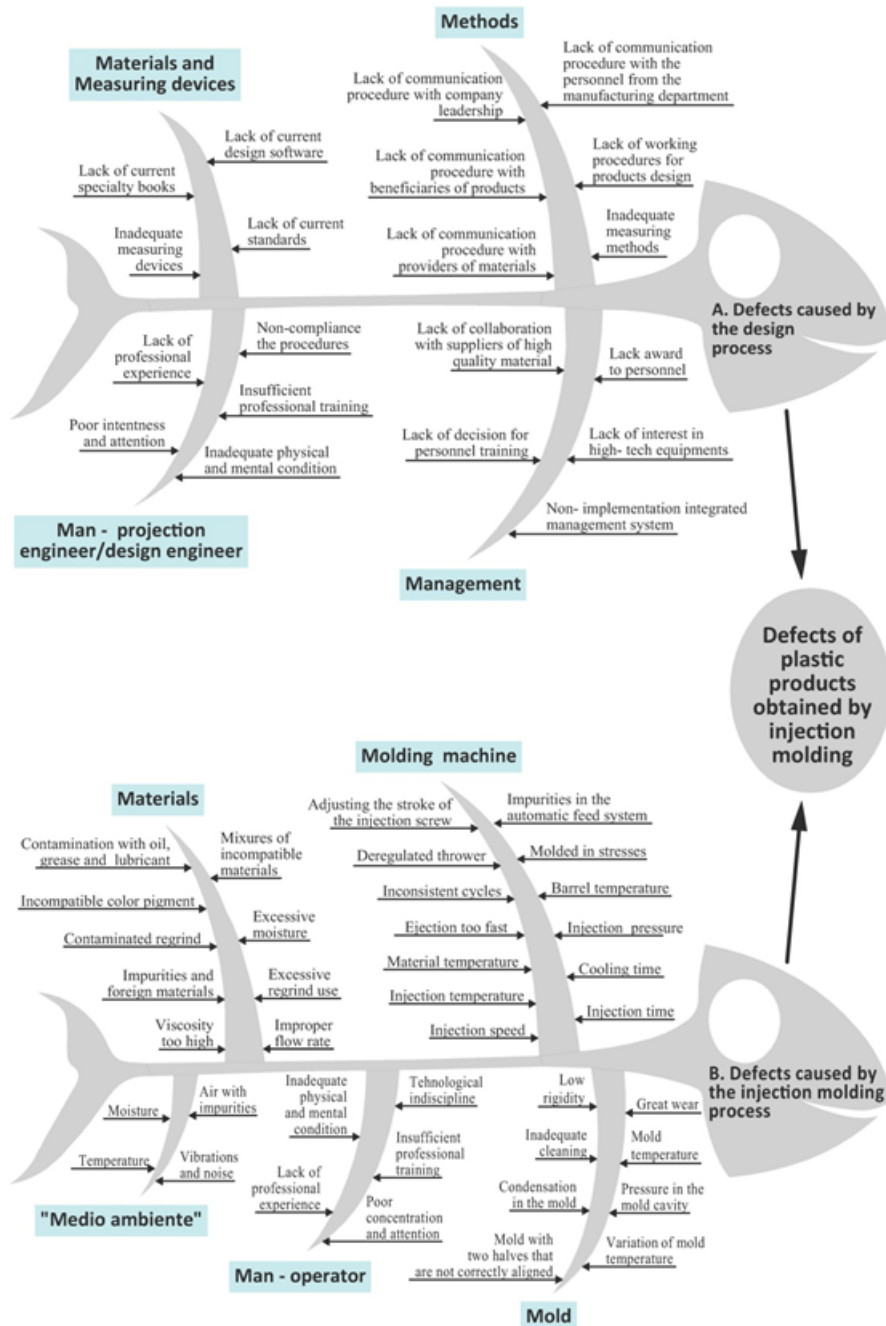 Methods
Materials and
Measuring devices
Lack of communication
procedure with company
leadership
Lack of communication
procedure with the
personnel from the
manufacturing department
Lack of current
design software
Lack of current
specialty books
Lack of communication
procedure with
beneficiaries of products
Lack of working
procedures for
products design
Inadequate
measuring
devices
Lack of current
standards
Lack of communication
procedure with
providers of materials
Inadequate
measuring
methods
A. Defects caused by
the design
process
Lack of
professional
experience
Non-compliance
the procedures
Lack of collaboration
with suppliers of high
quality material
Lack award
to personnel
Insufficient
professional training
Poor intentness
and attention
Inadequate physical
and mental condition
Lack of decision for
personnel training
Lack of interest in
high- tech equipments
Non- implementation integrated
management system
Man - projection
engineer/design engineer
Management
Defects of
plastic
products
obtained by
injection
molding
Molding machine
Materials
Adjusting the stroke of
the injection screw
Impurities in the
automatic feed system
Contamination with oil,
grease and lubricant
Mixures of
incompatible
materials
Deregulated thrower
Molded in stresses
Incompatible color pigment
Inconsistent cycles
Barrel temperature
Contaminated regrind
Excessive
moisture
Ejection too fast
Injection pressure
Material temperature
Cooling time
Impurities and
foreign materials
Excessive
regrind use
Injection temperature
Injection time
Viscosity
too high
Improper
flow rate
Injection speed
B. Defects caused by
the injection molding
process
Moisture
Air with
impurities
Inadequate
physical
and mental
condition
Tehnological
indiscipline
Low
rigidity
Great wear
Temperature
Vibrations
and noise
Lack of
professional
experience
Insufficient
professional
training
Inadequate
cleaning
Mold
temperature
Poor
concentration
and attention
Condensation
in the mold
Pressure in the
mold cavity
Mold with
two halves that
are not correctly aligned
Variation of mold
temperature
"Medio ambiente"
Man - operator
Mold